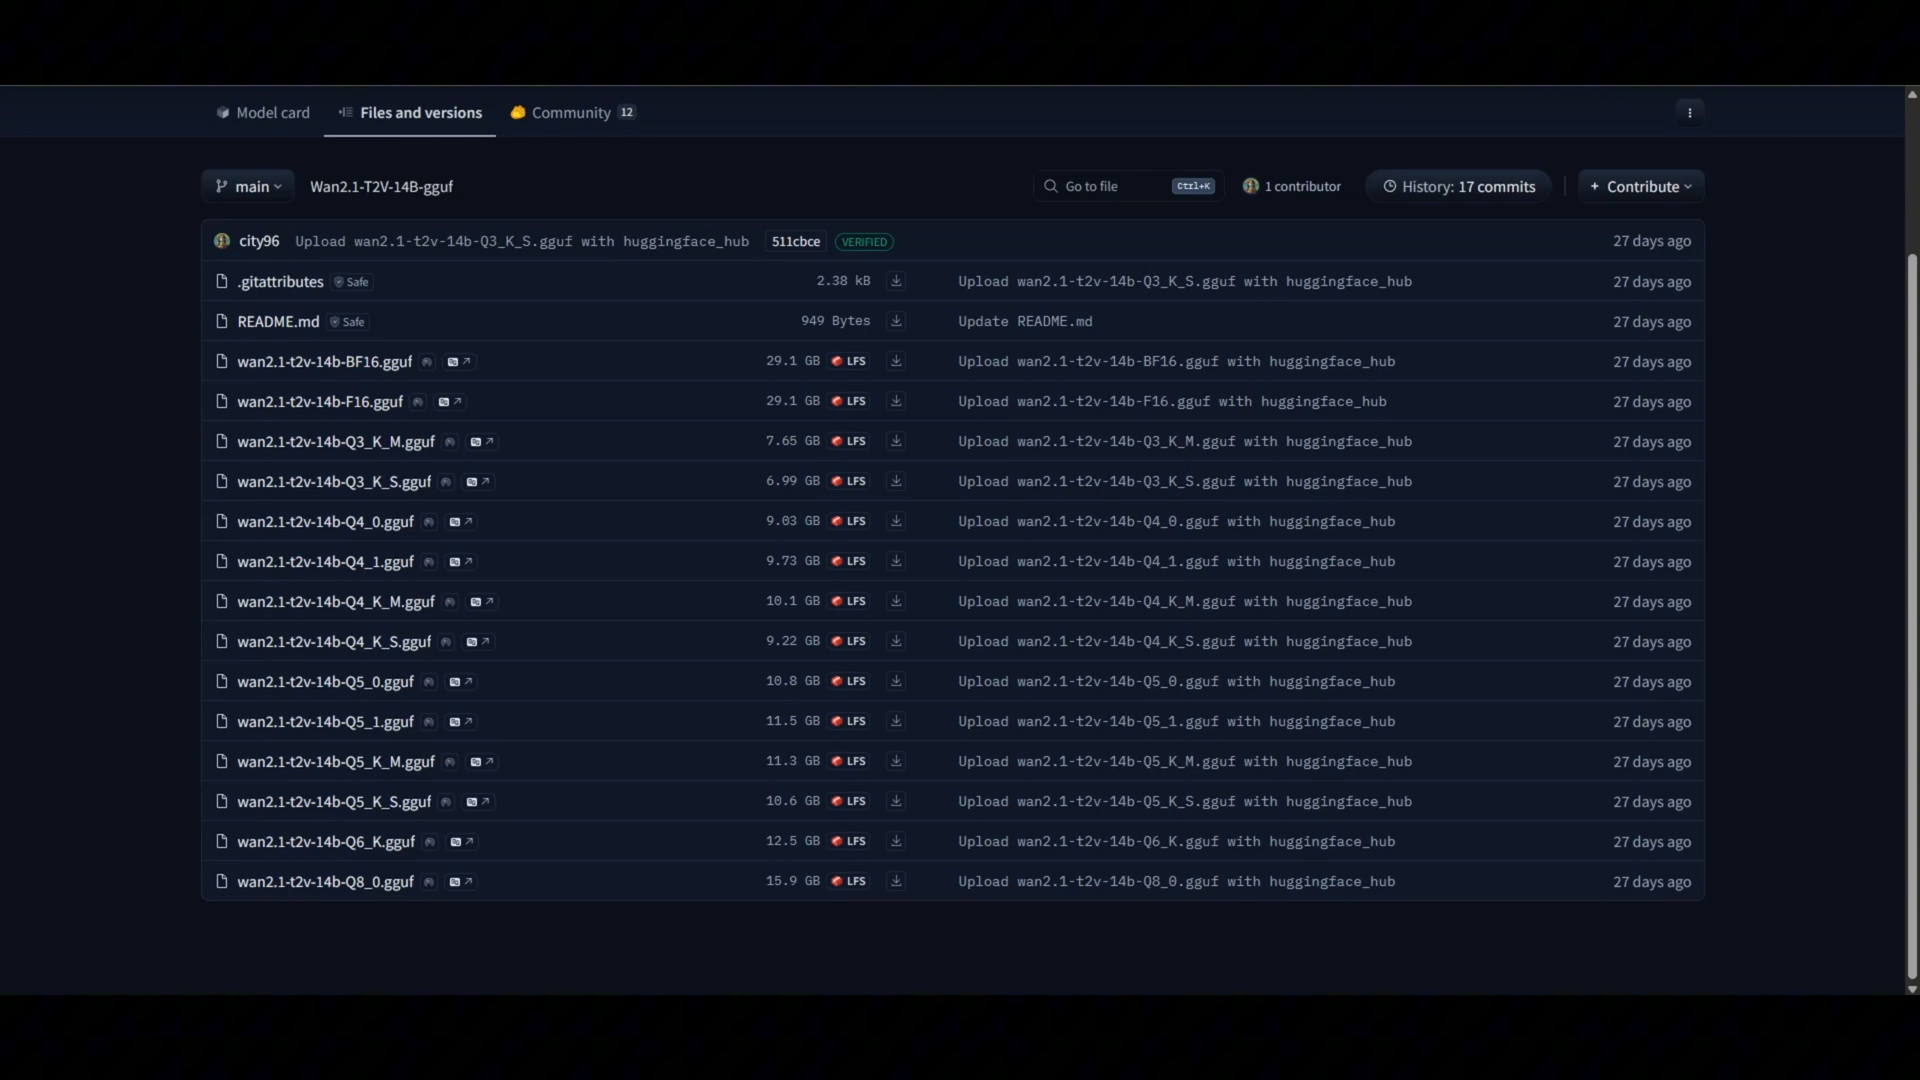 Model card Files and versions Community 12
main Wan2.1-T2V-14B-gguf Go to file Ctrl+K 1 contributor History: 17 commits + Contribute
city96 Upload wan2.1-t2v-14b-Q3_K_S.gguf with huggingface_hub 511cbce VERIFIED 27 days ago
.gitattributes Safe 2.38 kB Upload wan2.1-t2v-14b-Q3_K_S.gguf with huggingface_hub 27 days ago
README.md Safe 949 Bytes Update README.md 27 days ago
wan2.1-t2v-14b-BF16.gguf 29.1 GB LFS Upload wan2.1-t2v-14b-BF16.gguf with huggingface_hub 27 days ago
wan2.1-t2v-14b-F16.gguf 29.1 GB LFS Upload wan2.1-t2v-14b-F16.gguf with huggingface_hub 27 days ago
wan2.1-t2v-14b-Q3_K_M.gguf 7.65 GB LFS Upload wan2.1-t2v-14b-Q3_K_M.gguf with huggingface_hub 27 days ago
wan2.1-t2v-14b-Q3_K_S.gguf 6.99 GB LFS Upload wan2.1-t2v-14b-Q3_K_S.gguf with huggingface_hub 27 days ago
wan2.1-t2v-14b-Q4_0.gguf 9.03 GB LFS Upload wan2.1-t2v-14b-Q4_0.gguf with huggingface_hub 27 days ago
wan2.1-t2v-14b-Q4_1.gguf 9.73 GB LFS Upload wan2.1-t2v-14b-Q4_1.gguf with huggingface_hub 27 days ago
wan2.1-t2v-14b-Q4_K_M.gguf 10.1 GB LFS Upload wan2.1-t2v-14b-Q4_K_M.gguf with huggingface_hub 27 days ago
wan2.1-t2v-14b-Q4_K_S.gguf 9.22 GB LFS Upload wan2.1-t2v-14b-Q4_K_S.gguf with huggingface_hub 27 days ago
wan2.1-t2v-14b-Q5_0.gguf 10.8 GB LFS Upload wan2.1-t2v-14b-Q5_0.gguf with huggingface_hub 27 days ago
wan2.1-t2v-14b-Q5_1.gguf 11.5 GB LFS Upload wan2.1-t2v-14b-Q5_1.gguf with huggingface_hub 27 days ago
wan2.1-t2v-14b-Q5_K_M.gguf 11.3 GB LFS Upload wan2.1-t2v-14b-Q5_K_M.gguf with huggingface_hub 27 days ago
wan2.1-t2v-14b-Q5_K_S.gguf 10.6 GB LFS Upload wan2.1-t2v-14b-Q5_K_S.gguf with huggingface_hub 27 days ago
wan2.1-t2v-14b-Q6_K.gguf 12.5 GB LFS Upload wan2.1-t2v-14b-Q6_K.gguf with huggingface_hub 27 days ago
wan2.1-t2v-14b-Q8_0.gguf 15.9 GB LFS Upload wan2.1-t2v-14b-Q8_0.gguf with huggingface_hub 27 days ago